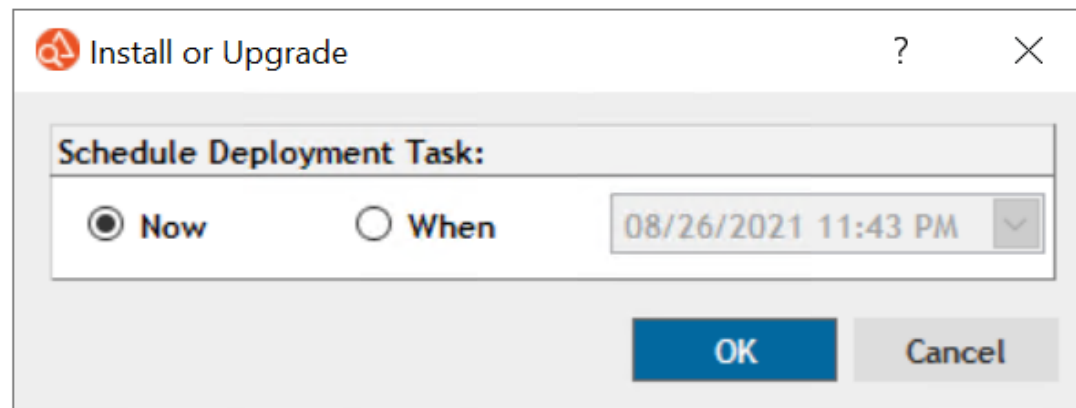 Install or Upgrade ?
Schedule Deployment Task:
Now When 08/26/2021 11:43 PM
OK Cancel